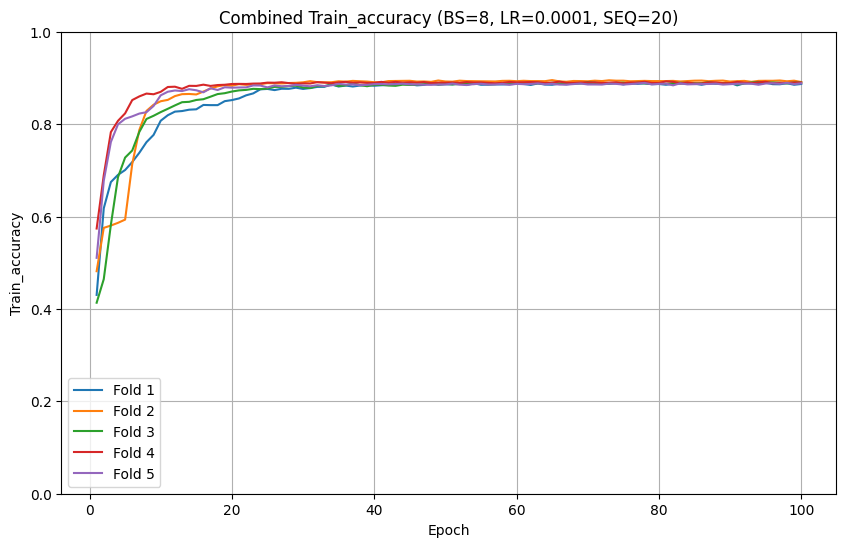 Combined Train_accuracy (BS=8, LR=0.0001, SEQ=20)
Train_accuracy
1.0
0.8
0.6
0.4
0.2
0.0
Fold 1
Fold 2
Fold 3
Fold 4
Fold 5
0 20 40 60 80 100
Epoch